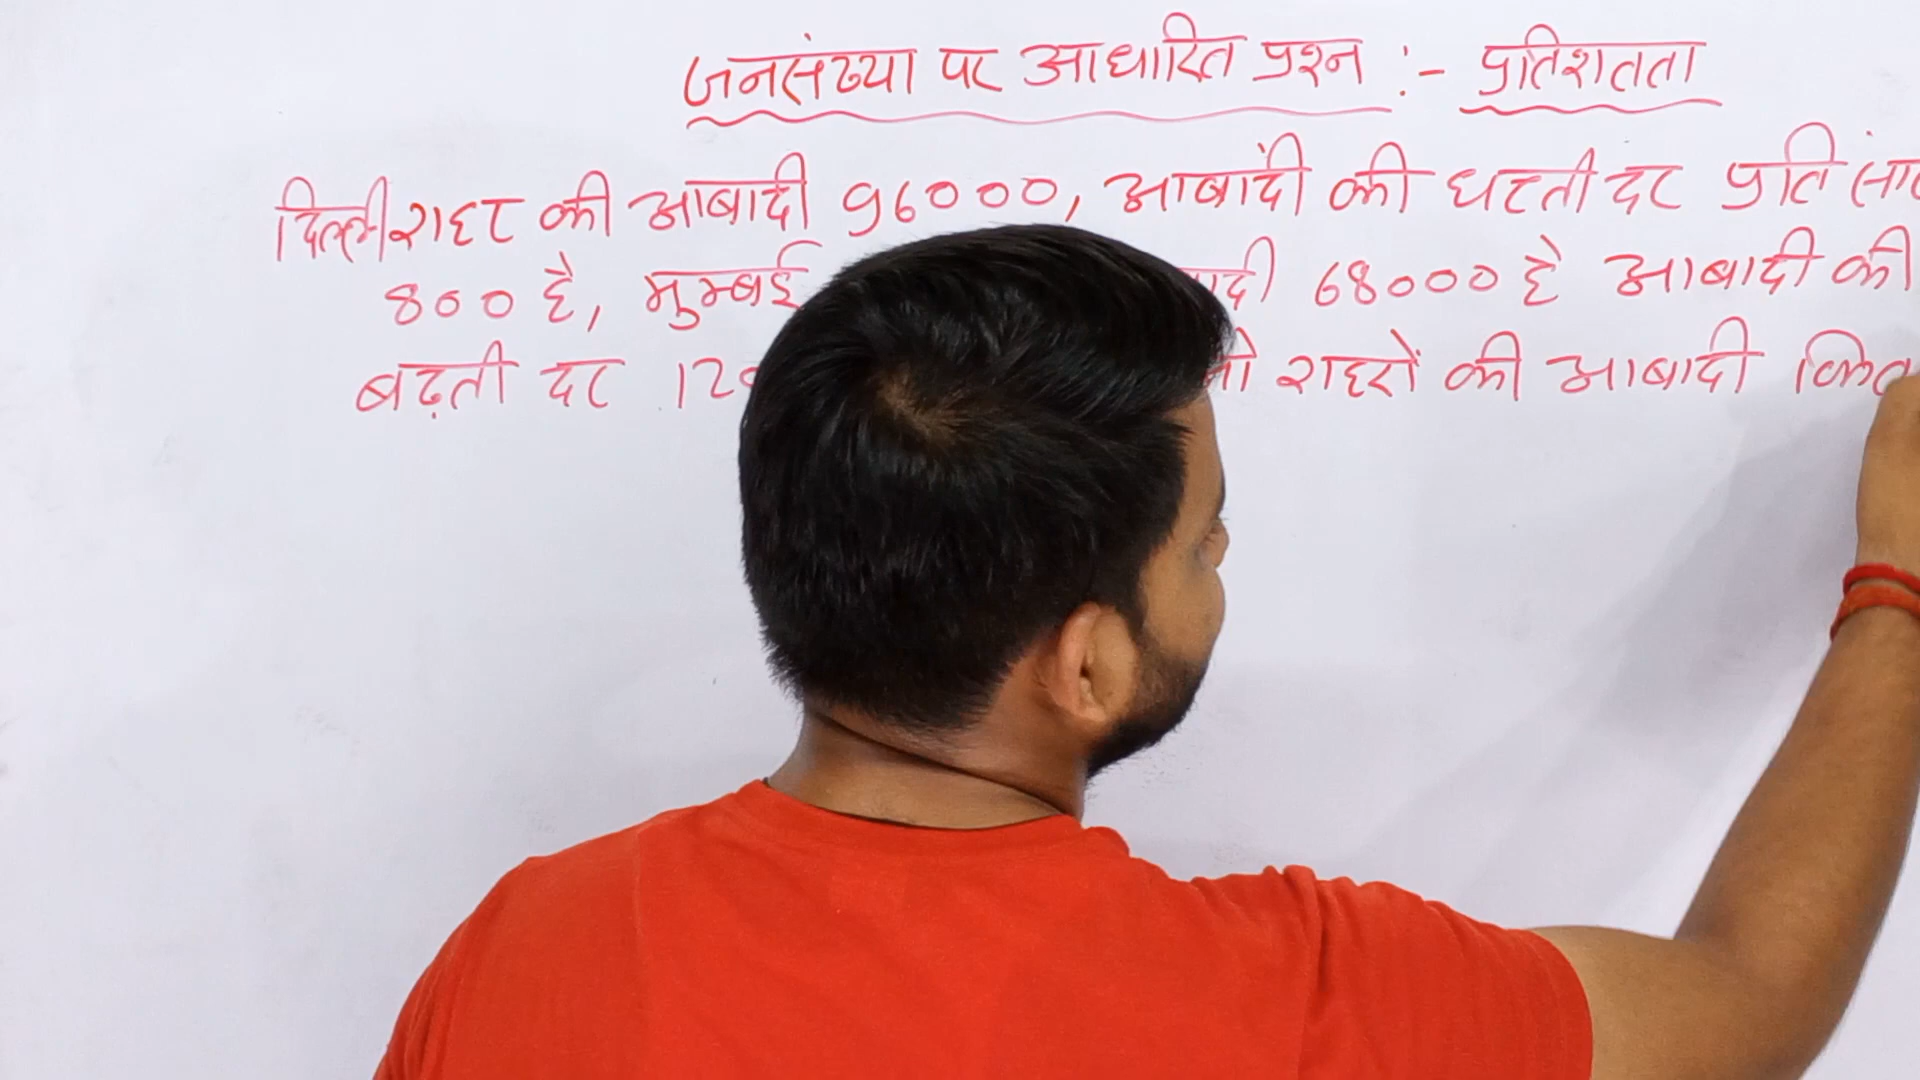 जनसंख्या पर आधारित प्रश्न :- प्रतिशतता
दिल्ली शहर की आबादी 96000, आबादी की घटती दर प्रति
800 है, मुम्बई 68000 है आबादी की
बढ़ती दर शहरों की आबादी